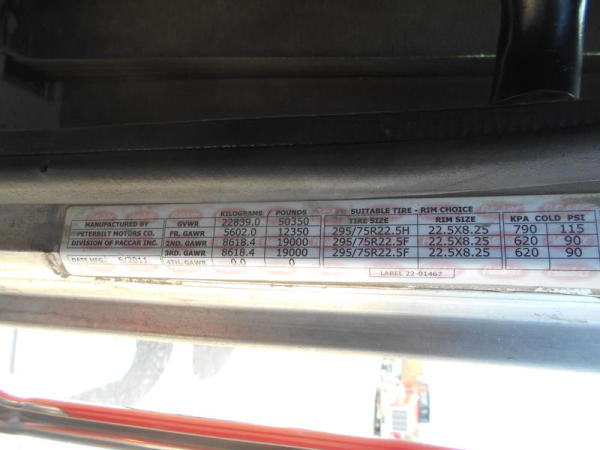 KILOGRAMS / POUNDS SUITABLE TIRE - RIM CHOICE
MANUFACTURED BY GVWR 22839.0 50350 TIRE SIZE RIM SIZE KPA COLD PSI
PETERBILT MOTORS CO. FR. GAWR 5602.0 12350 295/75R22.5H 22.5X8.25 790 115
DIVISION OF PACCAR INC. 2ND. GAWR 8618.4 19000 295/75R22.5F 22.5X8.25 620 90
3RD. GAWR 8618.4 19000 295/75R22.5F 22.5X8.25 620 90
DATE MFG 6/2011 4TH. GAWR 0.0 0
LABEL 22-01467